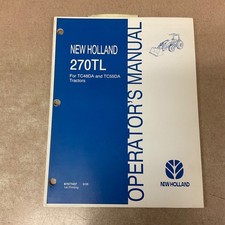 NEW HOLLAND
270TL
For TC48DA and TC55DA
Tractors
OPERATOR'S MANUAL
NEW HOLLAND